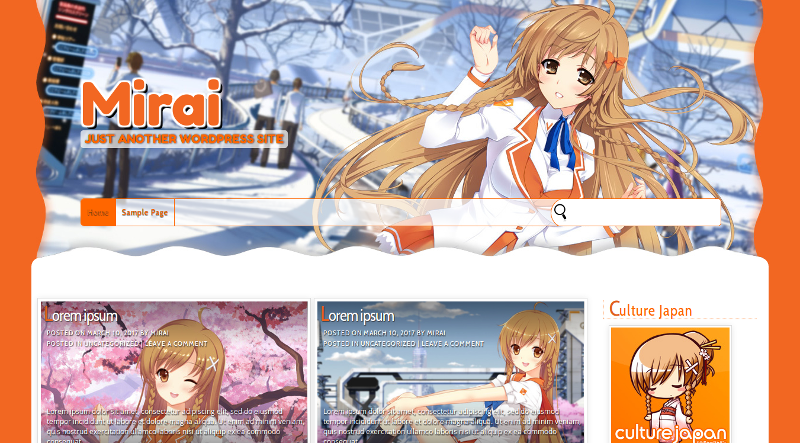 Mirai
JUST ANOTHER WORDPRESS SITE
Home
Sample Page
Lorem ipsum
POSTED ON MARCH 10, 2017 BY MIRAI
POSTED IN UNCATEGORIZED | LEAVE A COMMENT
Lorem ipsum dolor sit amet, consectetur adipiscing elit, sed do eiusmod
tempor incididunt ut labore et dolore magna aliqua. Ut enim ad minim veniam,
quis nostrud exercitation ullamco laboris nisi ut aliquip ex ea commodo
consequat
Lorem ipsum
POSTED ON MARCH 10, 2017 BY MIRAI
POSTED IN UNCATEGORIZED | LEAVE A COMMENT
Lorem ipsum dolor sit amet, consectetur adipiscing elit, sed do eiusmod
tempor incididunt ut labore et dolore magna aliqua. Ut enim ad minim veniam,
quis nostrud exercitation ullamco laboris nisi ut aliquip ex ea commodo
consequat
Culture Japan
culturejapan